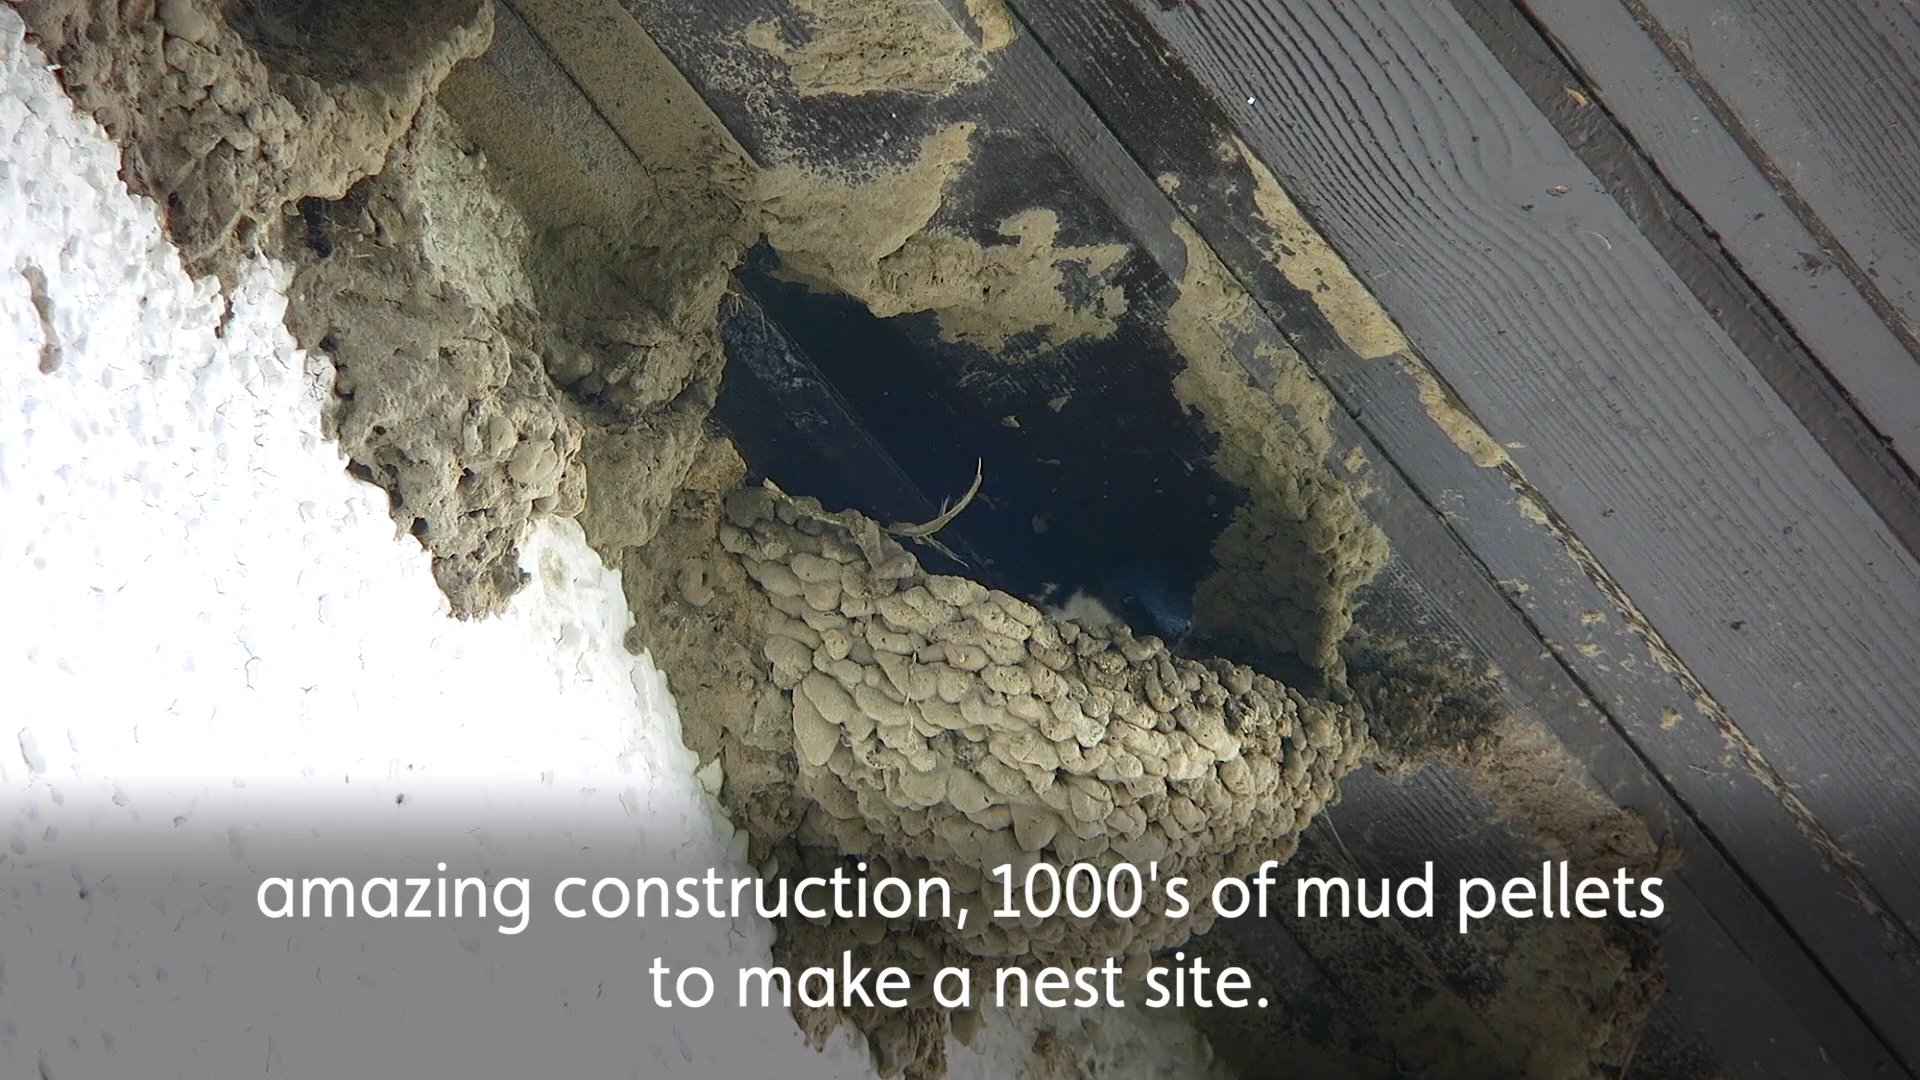 amazing construction, 1000's of mud pellets
to make a nest site.